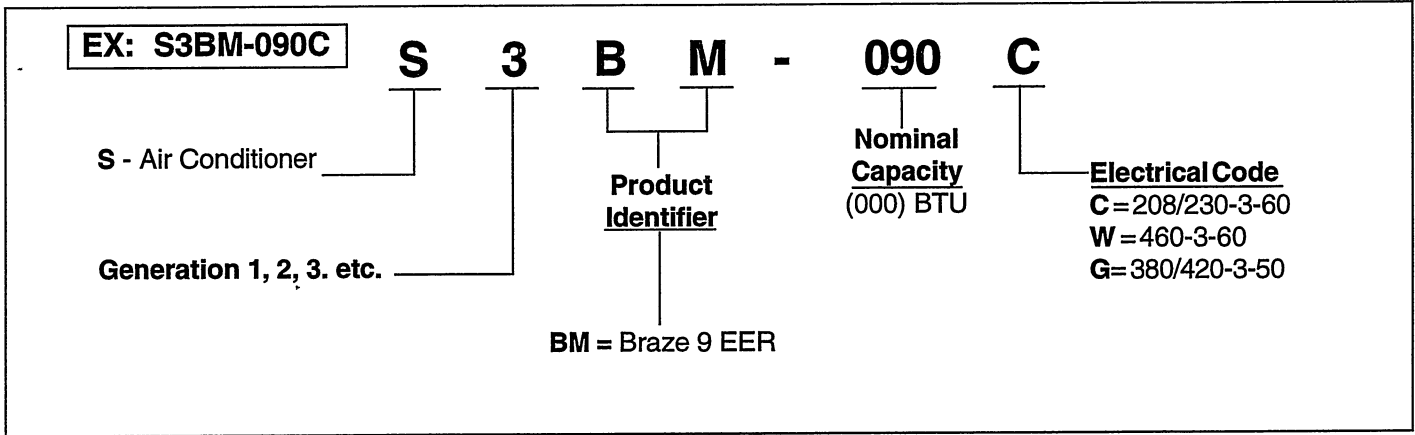 EX: S3BM-090C
S 3 B M - 090 C
S - Air Conditioner
Generation 1, 2, 3. etc.
Product
Identifier
BM = Braze 9 EER
Nominal
Capacity
(000) BTU
Electrical Code
C=208/230-3-60
W=460-3-60
G=380/420-3-50